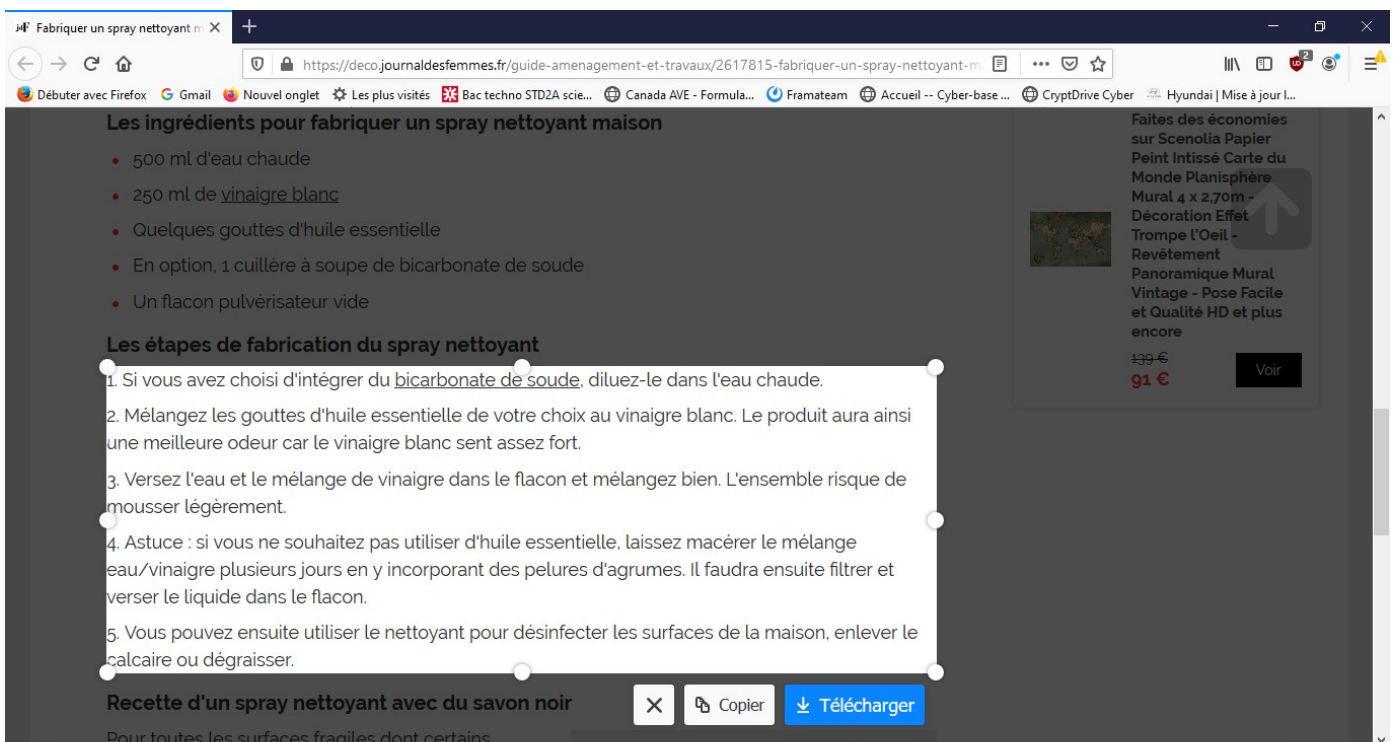 Fabriquer un spray nettoyant m
https://deco.journaldesfemmes.fr/guide-amenagement-et-travaux/2617815-fabriquer-un-spray-nettoyant-m
2
Débuter avec Firefox Gmail Nouvel onglet Les plus visités Bac techno STD2A scie... Canada AVE - Formula... Framateam Accueil -- Cyber-base ... CryptDrive Cyber Hyundai | Mise à jour l...
Les ingrédients pour fabriquer un spray nettoyant maison
500 ml d'eau chaude
250 ml de vinaigre blanc
Quelques gouttes d'huile essentielle
En option, 1 cuillère à soupe de bicarbonate de soude
Un flacon pulvérisateur vide
Les étapes de fabrication du spray nettoyant
1. Si vous avez choisi d'intégrer du bicarbonate de soude, diluez-le dans l'eau chaude.
2. Mélangez les gouttes d'huile essentielle de votre choix au vinaigre blanc. Le produit aura ainsi
une meilleure odeur car le vinaigre blanc sent assez fort.
3. Versez l'eau et le mélange de vinaigre dans le flacon et mélangez bien. L'ensemble risque de
mousser légèrement.
4. Astuce : si vous ne souhaitez pas utiliser d'huile essentielle, laissez macérer le mélange
eau/vinaigre plusieurs jours en y incorporant des pelures d'agrumes. Il faudra ensuite filtrer et
verser le liquide dans le flacon.
5. Vous pouvez ensuite utiliser le nettoyant pour désinfecter les surfaces de la maison, enlever le
calcaire ou dégraisser.
Recette d'un spray nettoyant avec du savon noir
Copier
Télécharger
Pour toutes les surfaces fragiles dont certains
Faites des économies
sur Scenolia Papier
Peint Intissé Carte du
Monde Planisphère
Mural 4 x 2,70m -
Décoration Effet
Trompe l'Oeil -
Revêtement
Panoramique Mural
Vintage - Pose Facile
et Qualité HD et plus
encore
139 €
91 €
Voir